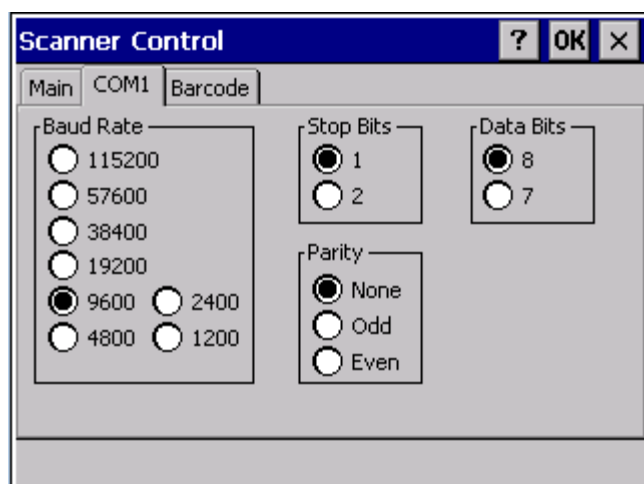 Scanner Control ? OK ×
Main COM1 Barcode
Baud Rate
115200
57600
38400
19200
9600 2400
4800 1200
Stop Bits
1
2
Parity
None
Odd
Even
Data Bits
8
7